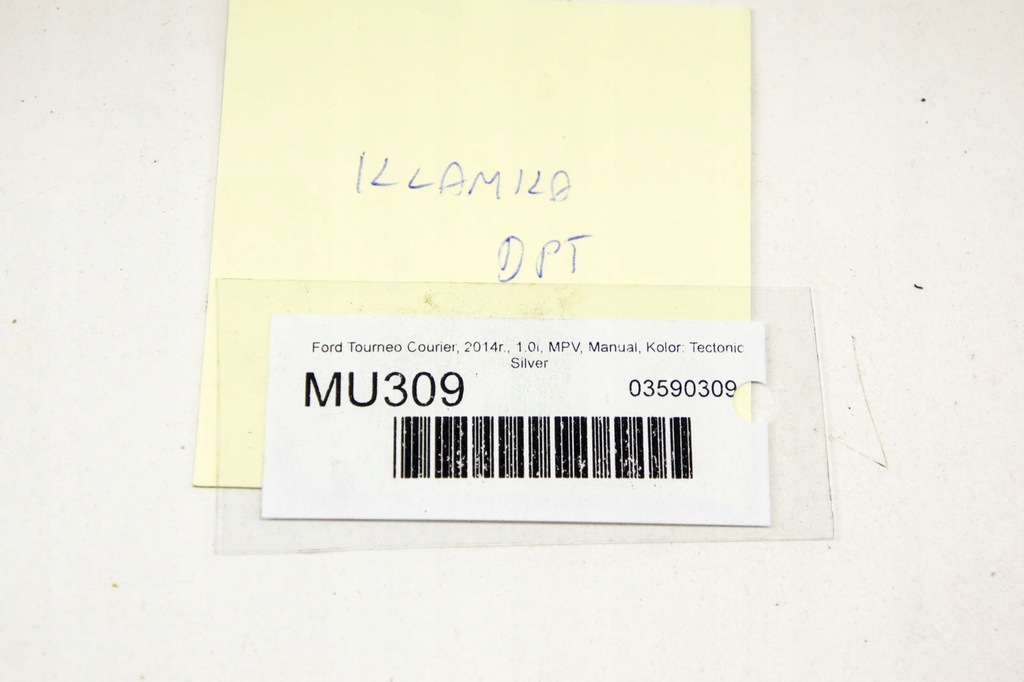 KLAMKA
DPT
Ford Tourneo Courier, 2014r., 1.0i, MPV, Manual, Kolor: Tectonic
Silver
MU309 03590309